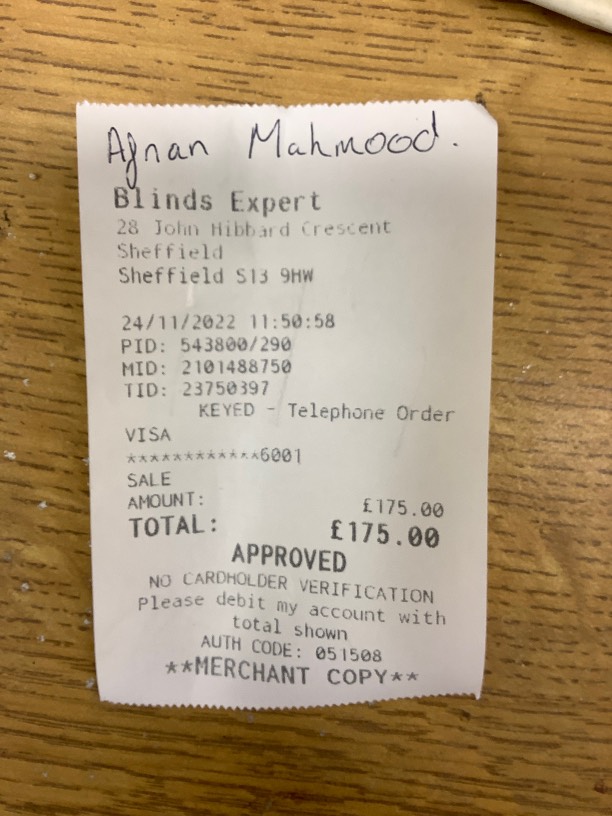 Afnan Mahmood.
Blinds Expert
28 John Hibbard Crescent
Sheffield
Sheffield S13 9HW
24/11/2022 11:50:58
PID: 543800/290
MID: 2101488750
TID: 23750397
KEYED - Telephone Order
VISA
************6001
SALE
AMOUNT: £175.00
TOTAL: £175.00
APPROVED
NO CARDHOLDER VERIFICATION
Please debit my account with
total shown
AUTH CODE: 051508
**MERCHANT COPY**